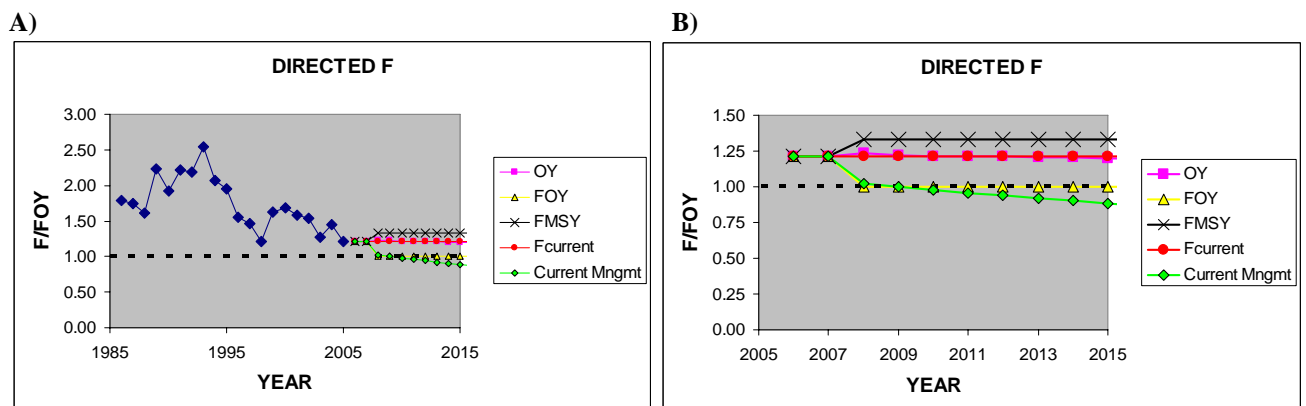 A)
DIRECTED F
F/FOY
3.00
2.50
2.00
1.50
1.00
0.50
0.00
1985 1995 2005 2015
YEAR
OY
FOY
FMSY
Fcurrent
Current Mngmt
B)
DIRECTED F
F/FOY
1.50
1.25
1.00
0.75
0.50
0.25
0.00
2005 2007 2009 2011 2013 2015
YEAR
OY
FOY
FMSY
Fcurrent
Current Mngmt